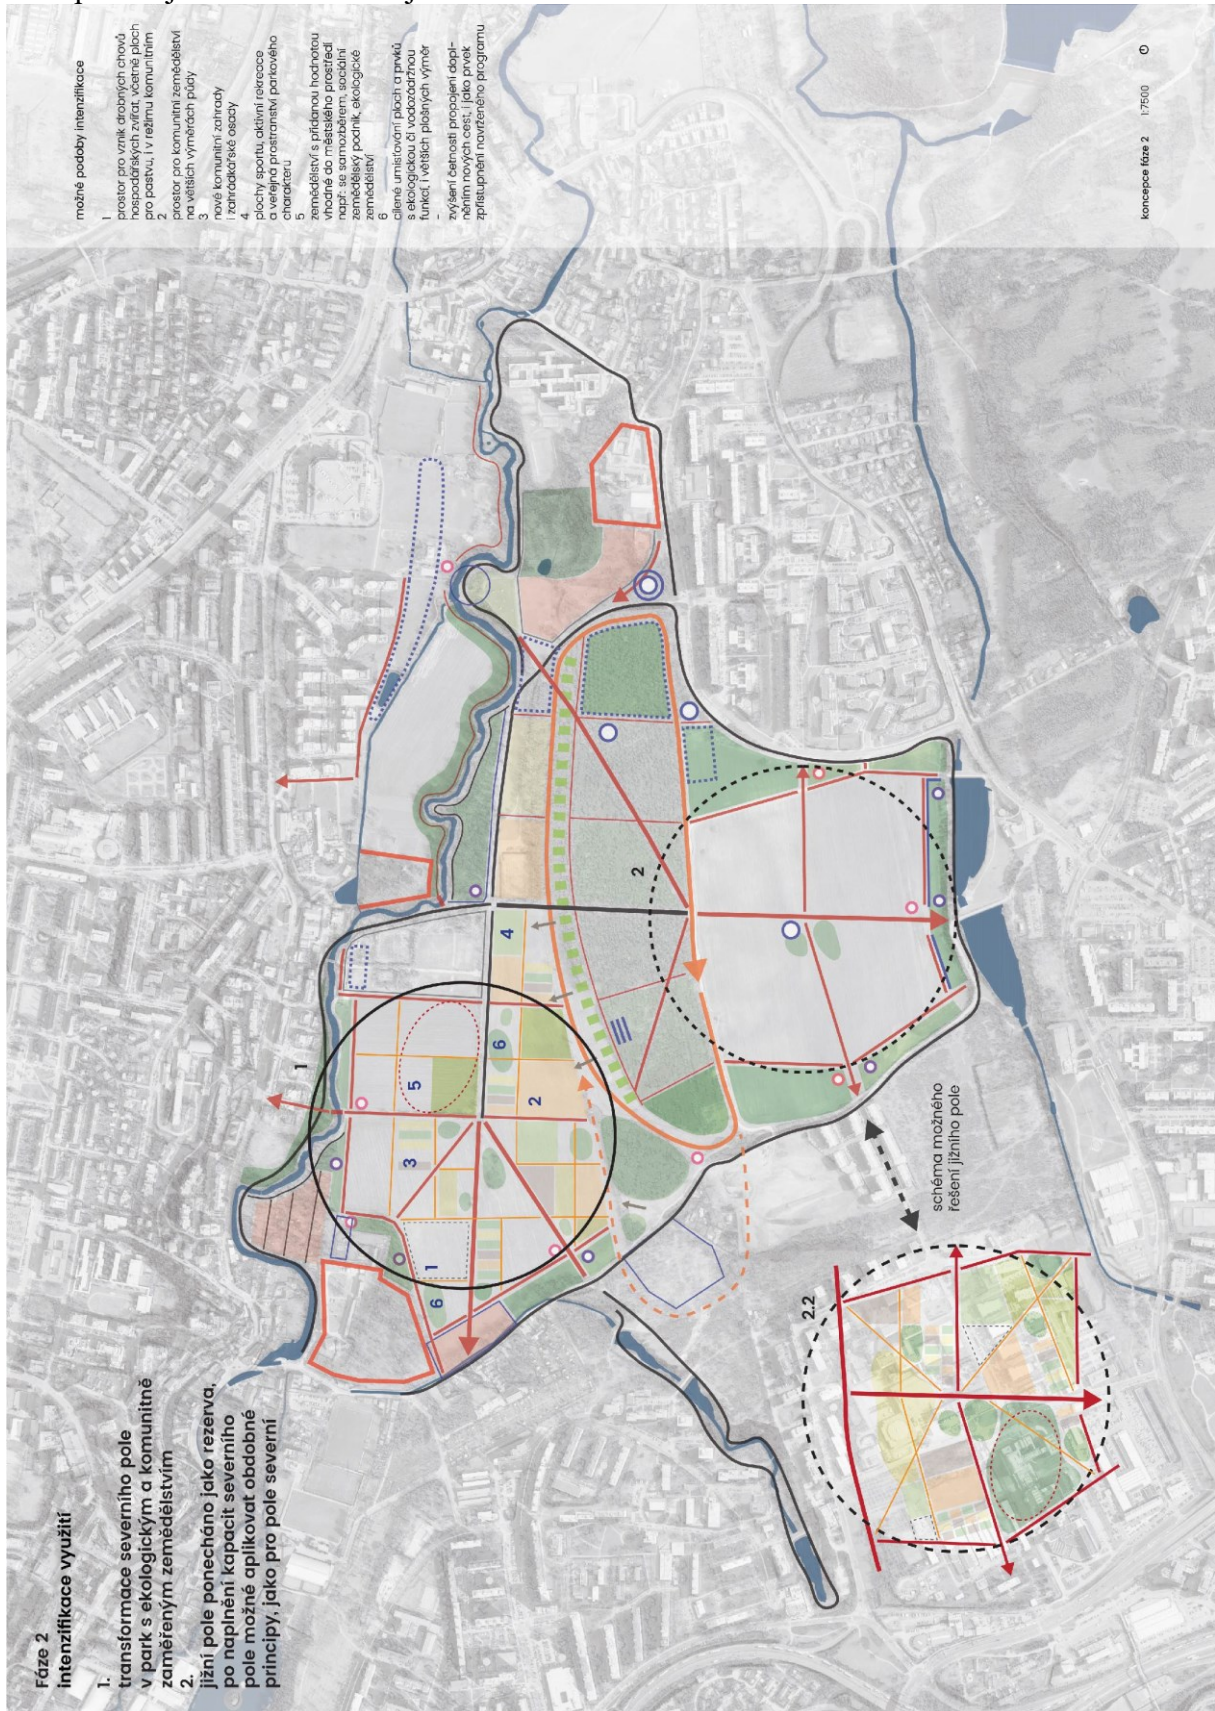 Fáze 2
intenzifikace využití
1.
transformace severního pole
v park s ekologickým a komunitně
zaměřeným zemědělstvím
2.
jižní pole ponecháno jako rezerva,
po naplnění kapacit severního
pole možné aplikovat obdobné
principy, jako pro pole severní
1
2
3
4
5
6
6
1
2
2.2
schéma možného
řešení jižního pole
možné podoby intenzifikace
1
prostor pro vznik drobných chovů
hospodářských zvířat, včetně ploch
pro pastvu, i v režimu komunitním
2
prostor pro komunitní zemědělství
na větších výměrách půdy
3
nové komunitní zahrady
i zahrádkářské osady
4
plochy sportu, aktivní rekreace
a veřejná prostranství parkového
charakteru
5
zemědělství s přidanou hodnotou
vhodné do městského prostředí
např. se samozběrem, sociální
zemědělský podnik, ekologické
zemědělství
6
cílené umisťování ploch a prvků
s ekologickou či vodozádržnou
funkcí, i větších plošných výměr
-
zvýšení četnosti propojení dopl-
něním nových cest, i jako prvek
zpřístupnění navrženého programu
koncepce fáze 2 1:7500